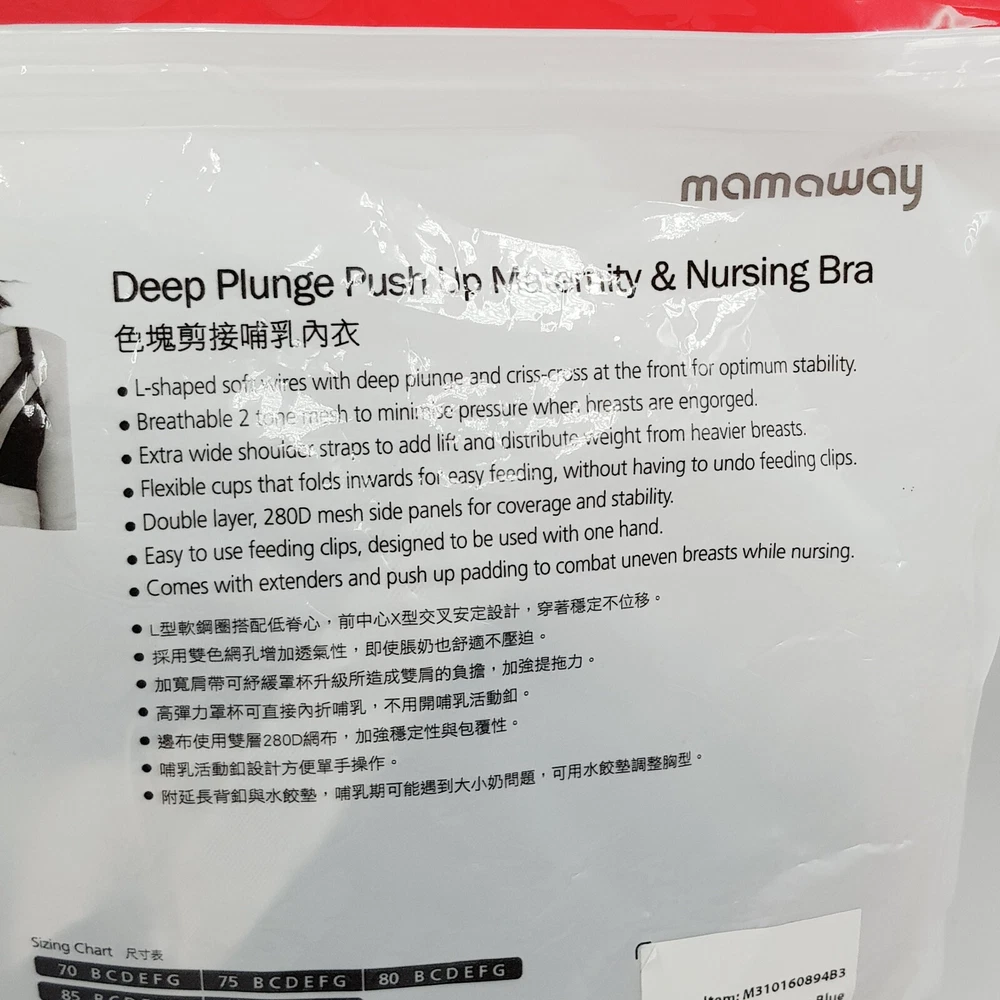 mamaway
Deep Plunge Push Up Maternity & Nursing Bra
色塊剪接哺乳內衣
• L-shaped soft wires with deep plunge and criss-cross at the front for optimum stability.
• Breathable 2 tone mesh to minimise pressure when breasts are engorged.
• Extra wide shoulder straps to add lift and distribute weight from heavier breasts.
• Flexible cups that folds inwards for easy feeding, without having to undo feeding clips.
• Double layer, 280D mesh side panels for coverage and stability.
• Easy to use feeding clips, designed to be used with one hand.
• Comes with extenders and push up padding to combat uneven breasts while nursing.
• L型軟鋼圈搭配低脊心，前中心X型交叉安定設計，穿著穩定不位移。
• 採用雙色網孔增加透氣性，即使脹奶也舒適不壓迫。
• 加寬肩帶可紓緩罩杯升級所造成雙肩的負擔，加強提拖力。
• 高彈力罩杯可直接內折哺乳，不用開哺乳活動釦。
• 邊布使用雙層280D網布，加強穩定性與包覆性。
• 哺乳活動釦設計方便單手操作。
• 附延長背釦與水餃墊，哺乳期可能遇到大小奶問題，可用水餃墊調整胸型。
Sizing Chart 尺寸表
70 B C D E F G 75 B C D E F G 80 B C D E F G
85
Item: M310160894B3
Blue